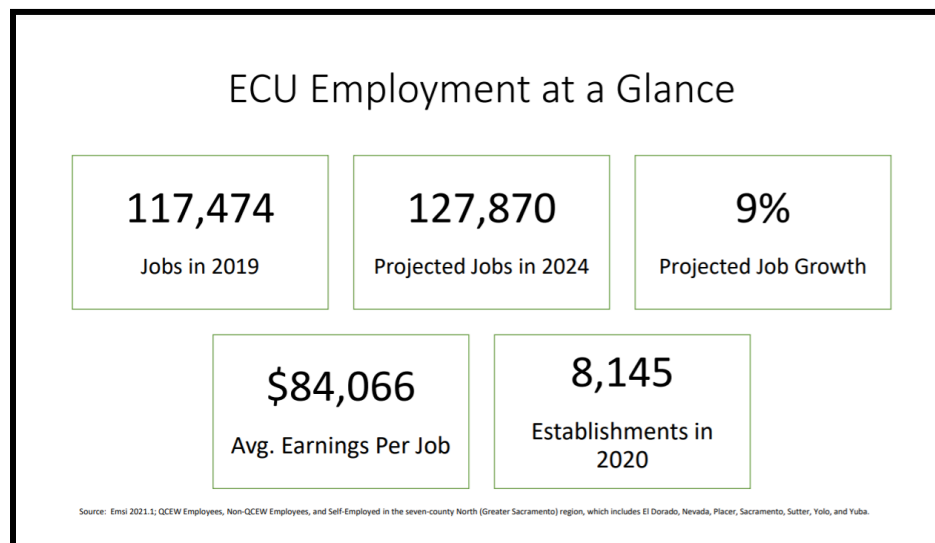 ECU Employment at a Glance
117,474
Jobs in 2019
127,870
Projected Jobs in 2024
9%
Projected Job Growth
$84,066
Avg. Earnings Per Job
8,145
Establishments in
2020
Source: Emsi 2021.1; QCEW Employees, Non-QCEW Employees, and Self-Employed in the seven-county North (Greater Sacramento) region, which includes El Dorado, Nevada, Placer, Sacramento, Sutter, Yolo, and Yuba.